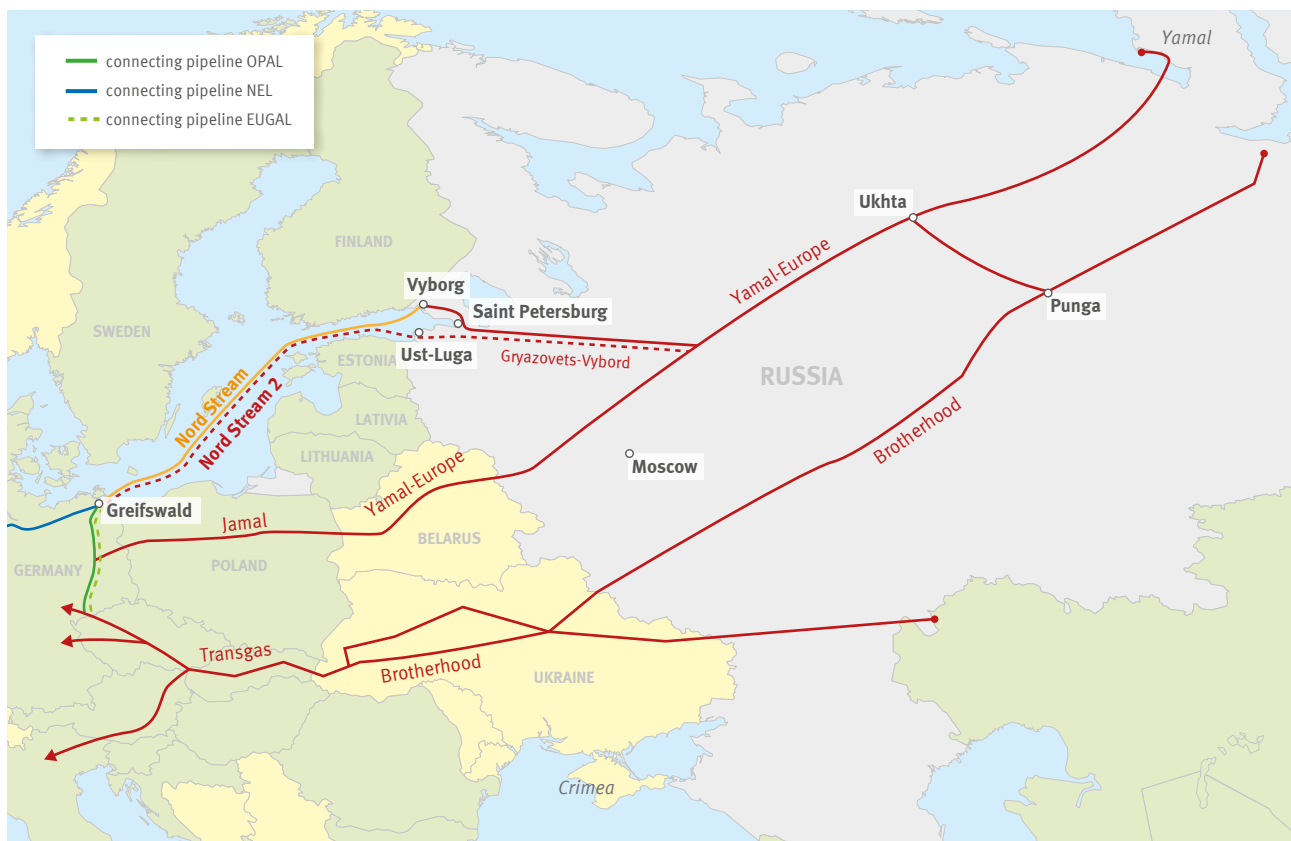 connecting pipeline OPAL
connecting pipeline NEL
connecting pipeline EUGAL
Yamal
Ukhta
FINLAND
Yamal-Europe
Vyborg
Saint Petersburg
Punga
SWEDEN
Ust-Luga
ESTONIA
Gryazovets-Vybord
RUSSIA
Nord Stream
Nord Stream 2
LATIVIA
Brotherhood
LITHUANIA
Moscow
Yamal-Europe
Greifswald
Jamal
BELARUS
GERMANY
POLAND
Transgas
Brotherhood
UKRAINE
Crimea